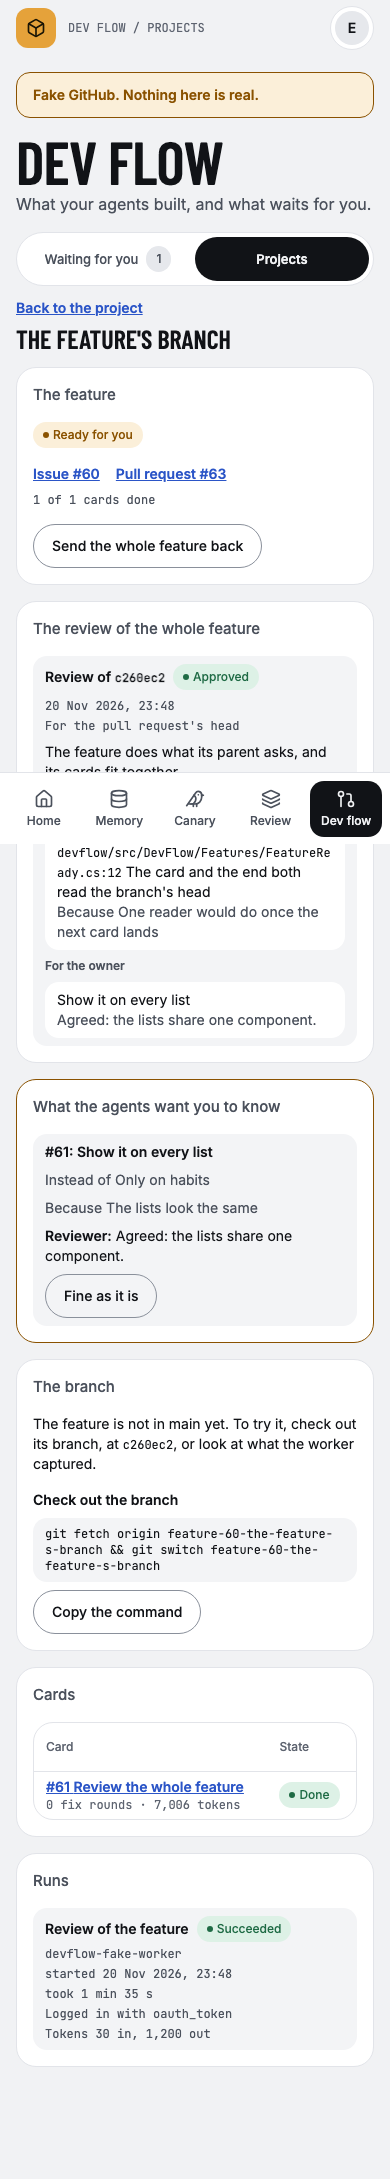 DEV FLOW / PROJECTS
E
Fake GitHub. Nothing here is real.
DEV FLOW
What your agents built, and what waits for you.
Waiting for you 1
Projects
Back to the project
THE FEATURE'S BRANCH
The feature
Ready for you
Issue #60 Pull request #63
1 of 1 cards done
Send the whole feature back
The review of the whole feature
Review of c260ec2 Approved
20 Nov 2026, 23:48
For the pull request's head
The feature does what its parent asks, and
its cards fit together.
Home
Memory
Canary
Review
Dev flow
devflow/src/DevFlow/Features/FeatureRe
ady.cs:12 The card and the end both
read the branch's head
Because One reader would do once the
next card lands
For the owner
Show it on every list
Agreed: the lists share one component.
What the agents want you to know
#61: Show it on every list
Instead of Only on habits
Because The lists look the same
Reviewer: Agreed: the lists share one
component.
Fine as it is
The branch
The feature is not in main yet. To try it, check out
its branch, at c260ec2, or look at what the worker
captured.
Check out the branch
git fetch origin feature-60-the-feature-
s-branch && git switch feature-60-the-
feature-s-branch
Copy the command
Cards
Card State
#61 Review the whole feature Done
0 fix rounds · 7,006 tokens
Runs
Review of the feature Succeeded
devflow-fake-worker
started 20 Nov 2026, 23:48
took 1 min 35 s
Logged in with oauth_token
Tokens 30 in, 1,200 out